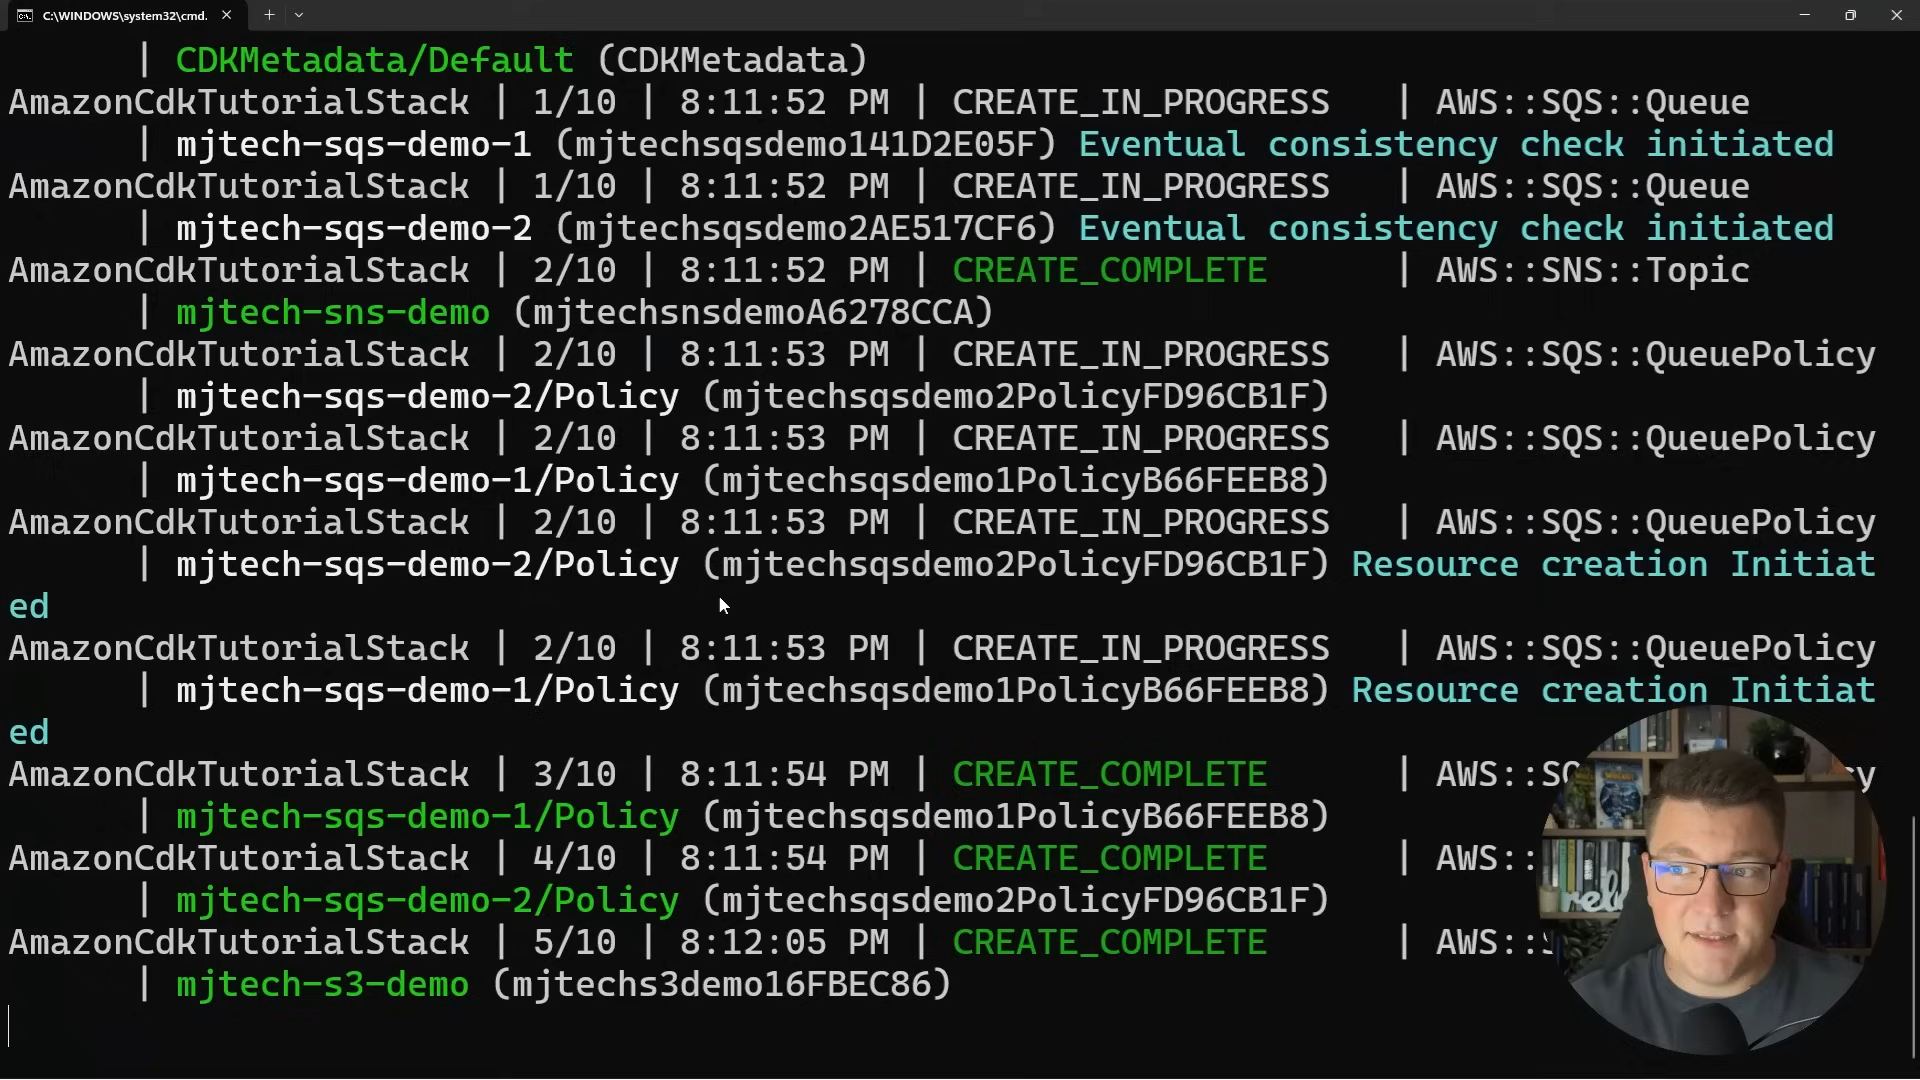 C:\WINDOWS\system32\cmd.
| CDKMetadata/Default (CDKMetadata)
AmazonCdkTutorialStack | 1/10 | 8:11:52 PM | CREATE_IN_PROGRESS | AWS::SQS::Queue
| mjtech-sqs-demo-1 (mjtechsqsdemo141D2E05F) Eventual consistency check initiated
AmazonCdkTutorialStack | 1/10 | 8:11:52 PM | CREATE_IN_PROGRESS | AWS::SQS::Queue
| mjtech-sqs-demo-2 (mjtechsqsdemo2AE517CF6) Eventual consistency check initiated
AmazonCdkTutorialStack | 2/10 | 8:11:52 PM | CREATE_COMPLETE | AWS::SNS::Topic
| mjtech-sns-demo (mjtechsnsdemoA6278CCA)
AmazonCdkTutorialStack | 2/10 | 8:11:53 PM | CREATE_IN_PROGRESS | AWS::SQS::QueuePolicy
| mjtech-sqs-demo-2/Policy (mjtechsqsdemo2PolicyFD96CB1F)
AmazonCdkTutorialStack | 2/10 | 8:11:53 PM | CREATE_IN_PROGRESS | AWS::SQS::QueuePolicy
| mjtech-sqs-demo-1/Policy (mjtechsqsdemo1PolicyB66FEEB8)
AmazonCdkTutorialStack | 2/10 | 8:11:53 PM | CREATE_IN_PROGRESS | AWS::SQS::QueuePolicy
| mjtech-sqs-demo-2/Policy (mjtechsqsdemo2PolicyFD96CB1F) Resource creation Initiat
ed
AmazonCdkTutorialStack | 2/10 | 8:11:53 PM | CREATE_IN_PROGRESS | AWS::SQS::QueuePolicy
| mjtech-sqs-demo-1/Policy (mjtechsqsdemo1PolicyB66FEEB8) Resource creation Initiat
ed
AmazonCdkTutorialStack | 3/10 | 8:11:54 PM | CREATE_COMPLETE | AWS::
| mjtech-sqs-demo-1/Policy (mjtechsqsdemo1PolicyB66FEEB8)
AmazonCdkTutorialStack | 4/10 | 8:11:54 PM | CREATE_COMPLETE | AWS::
| mjtech-sqs-demo-2/Policy (mjtechsqsdemo2PolicyFD96CB1F)
AmazonCdkTutorialStack | 5/10 | 8:12:05 PM | CREATE_COMPLETE | AWS::
| mjtech-s3-demo (mjtechs3demo16FBEC86)